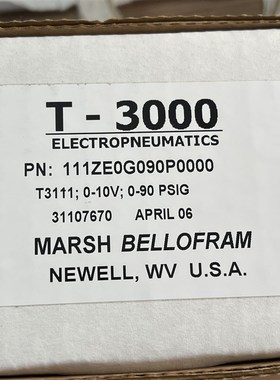 T - 3000
ELECTROPNEUMATICS
PN: 111ZE0G090P0000
T3111; 0-10V; 0-90 PSIG
31107670 APRIL 06
MARSH BELLOFRAM
NEWELL, WV U.S.A.